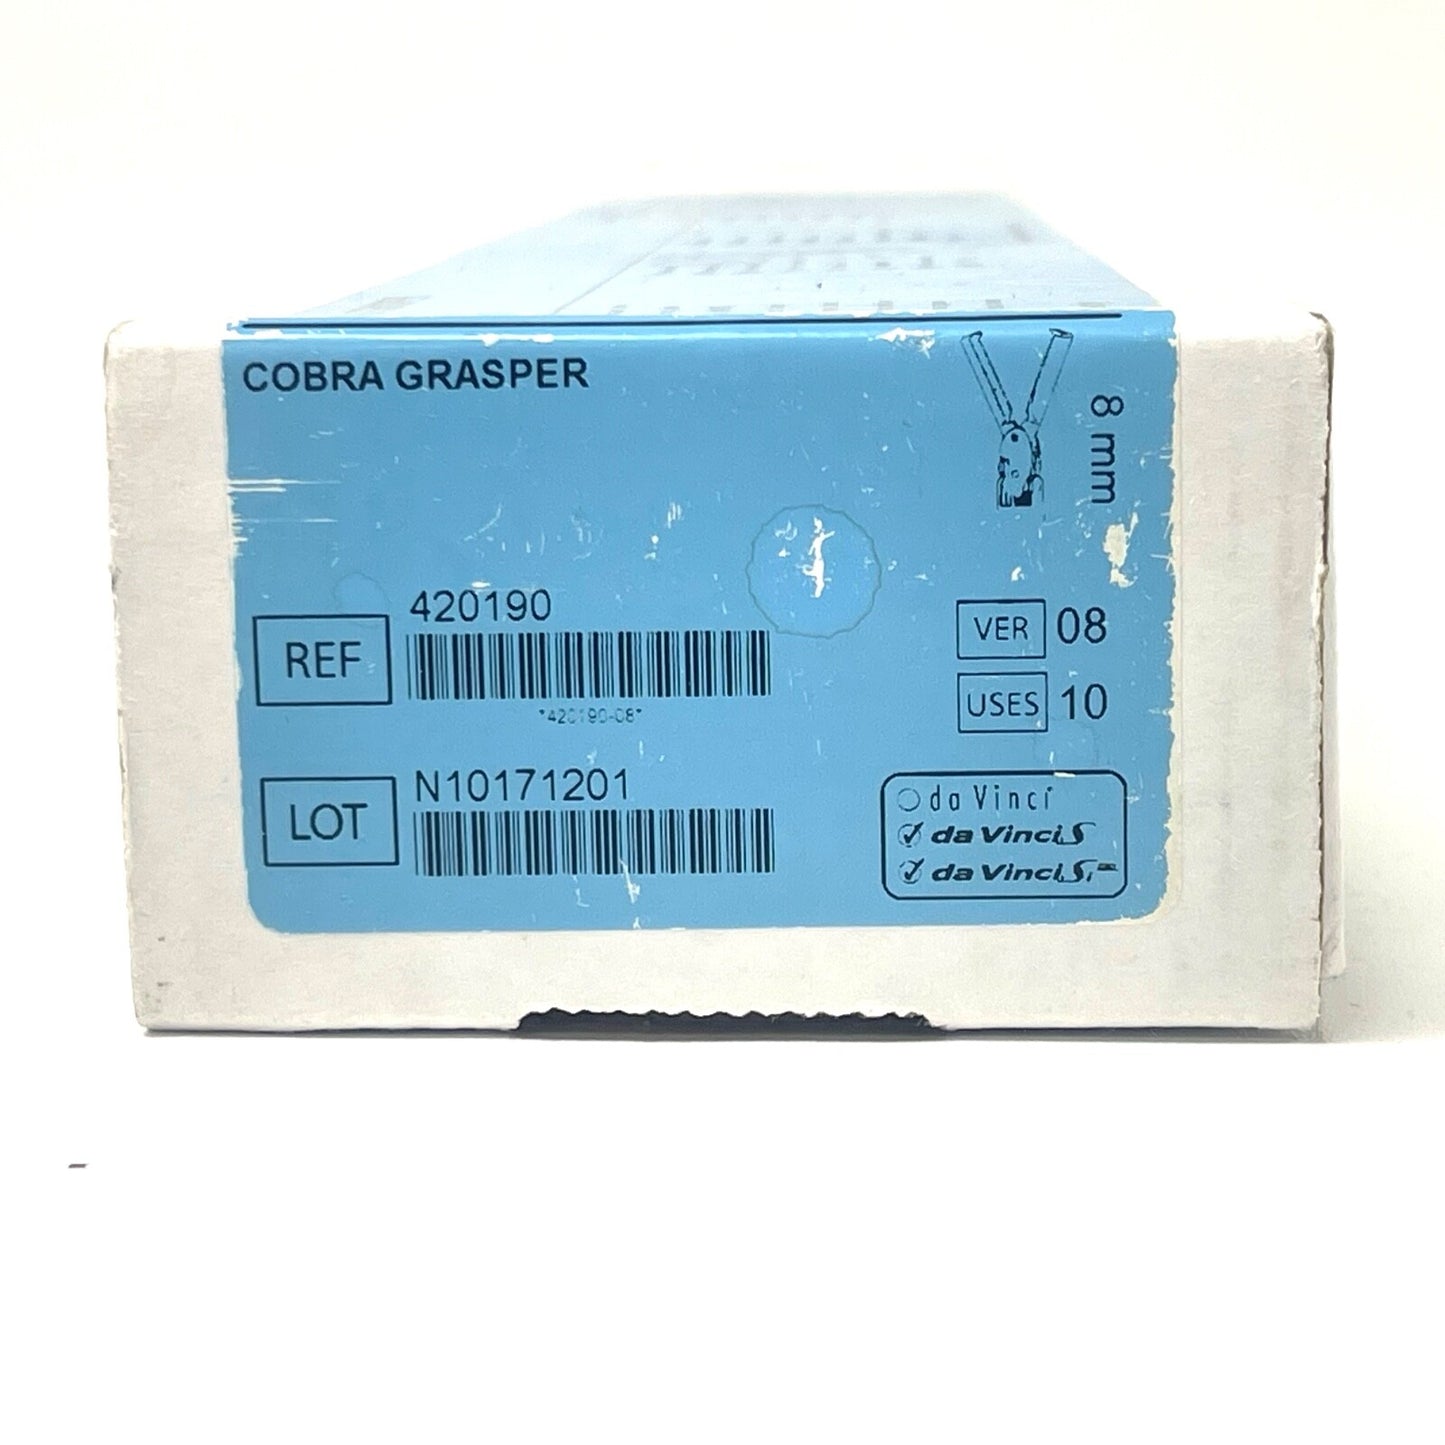 COBRA GRASPER
8 mm
REF 420190
*420190-08*
VER 08
USES 10
LOT N10171201
da Vinci
da Vinci S
da Vinci Si